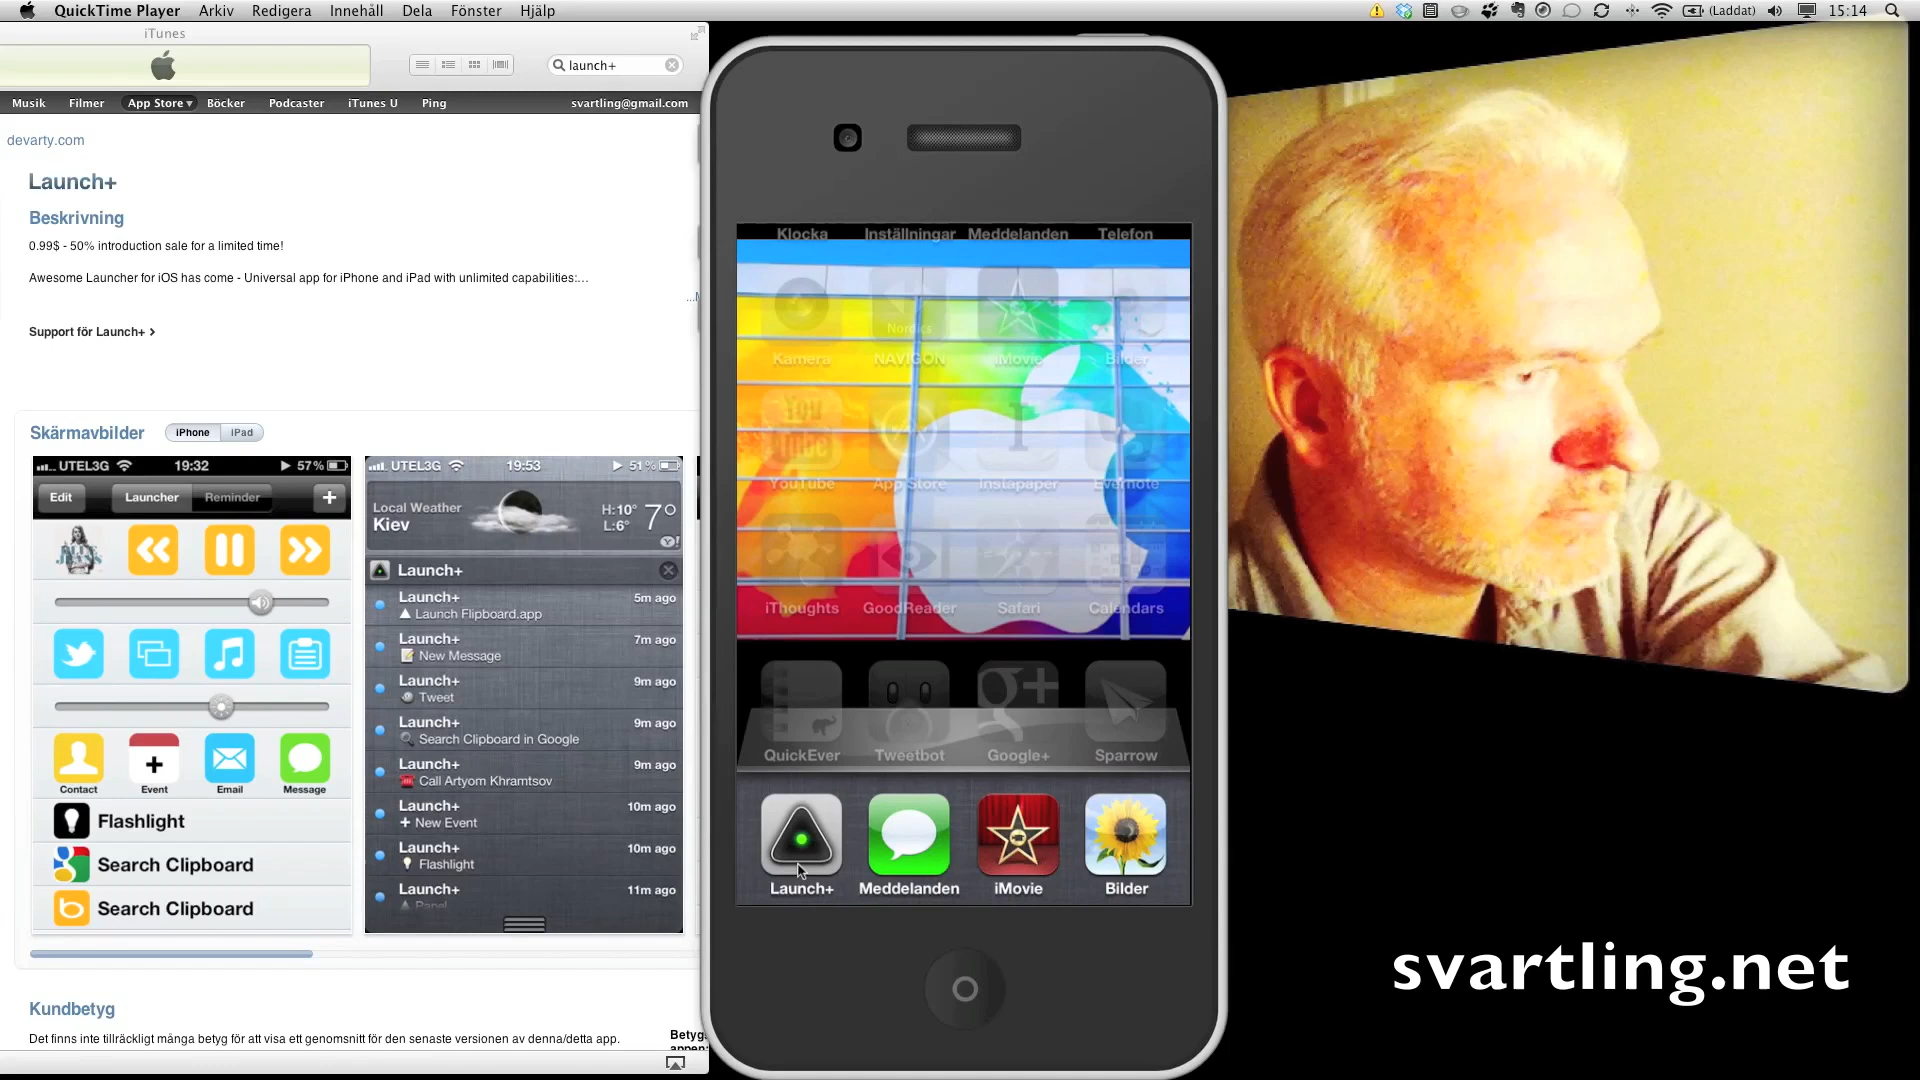 QuickTime Player Arkiv Redigera Innehåll Dela Fönster Hjälp
(Laddat) 15:14
iTunes
launch+
Musik Filmer App Store Böcker Podcaster iTunes U Ping svartling@gmail.com
devarty.com
Launch+
Beskrivning
0.99$ - 50% introduction sale for a limited time!
Awesome Launcher for iOS has come - Universal app for iPhone and iPad with unlimited capabilities:...
Support för Launch+
Skärmavbilder iPhone iPad
UTEL3G 19:32 57%
Edit Launcher Reminder +
Contact Event Email Message
Flashlight
Search Clipboard
Search Clipboard
UTEL3G 19:53 51%
Local Weather
Kiev
H:10°
L:6°
7°
Launch+
Launch+ 5m ago
Launch Flipboard.app
Launch+ 7m ago
New Message
Launch+ 9m ago
Tweet
Launch+ 9m ago
Search Clipboard in Google
Launch+ 9m ago
Call Artyom Khramtsov
Launch+ 10m ago
New Event
Launch+ 10m ago
Flashlight
Launch+ 11m ago
Panel
Kundbetyg
Det finns inte tillräckligt många betyg för att visa ett genomsnitt för den senaste versionen av denna/detta app.
Klocka Inställningar Meddelanden Telefon
Nordics
Kamera NAVIGON iMovie Bilder
You
Tube
YouTube App Store Instapaper Evernote
iThoughts GoodReader Safari Calendars
g+
QuickEver Tweetbot Google+ Sparrow
Launch+ Meddelanden iMovie Bilder
svartling.net